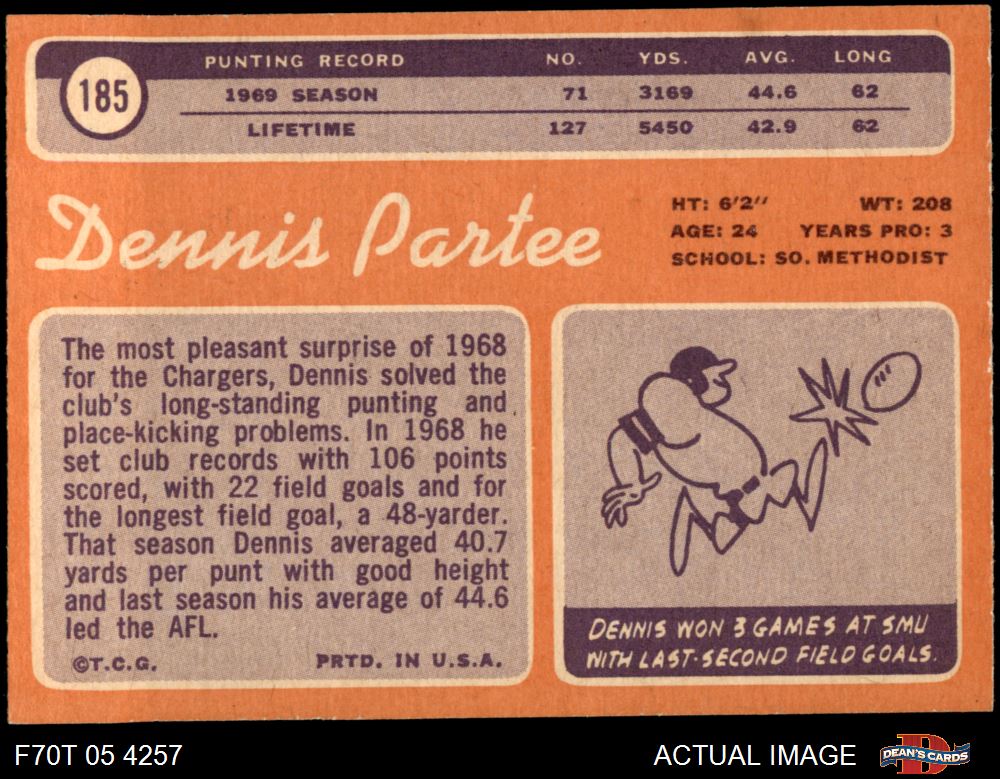 185
PUNTING RECORD NO. YDS. AVG. LONG
1969 SEASON 71 3169 44.6 62
LIFETIME 127 5450 42.9 62
Dennis Partee
HT: 6'2" WT: 208
AGE: 24 YEARS PRO: 3
SCHOOL: SO. METHODIST
The most pleasant surprise of 1968
for the Chargers, Dennis solved the
club's long-standing punting and
place-kicking problems. In 1968 he
set club records with 106 points
scored, with 22 field goals and for
the longest field goal, a 48-yarder.
That season Dennis averaged 40.7
yards per punt with good height
and last season his average of 44.6
led the AFL.
©T.C.G. PRTD. IN U.S.A.
DENNIS WON 3 GAMES AT SMU
WITH LAST-SECOND FIELD GOALS.
F70T 05 4257 ACTUAL IMAGE
D
DEAN'S CARDS